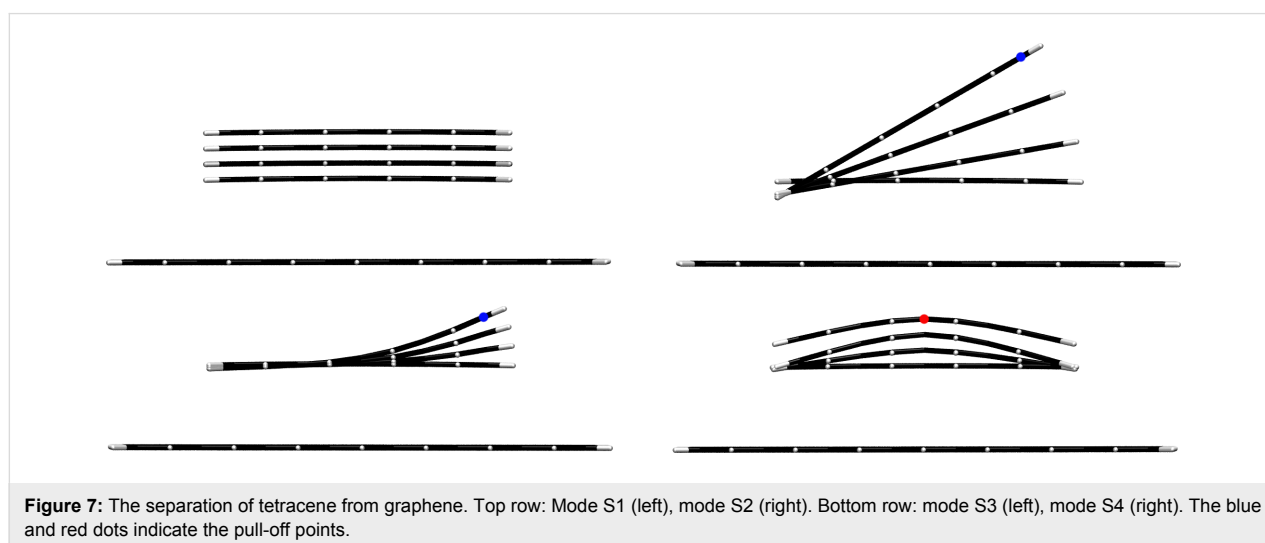 Figure 7: The separation of tetracene from graphene. Top row: Mode S1 (left), mode S2 (right). Bottom row: mode S3 (left), mode S4 (right). The blue
and red dots indicate the pull-off points.